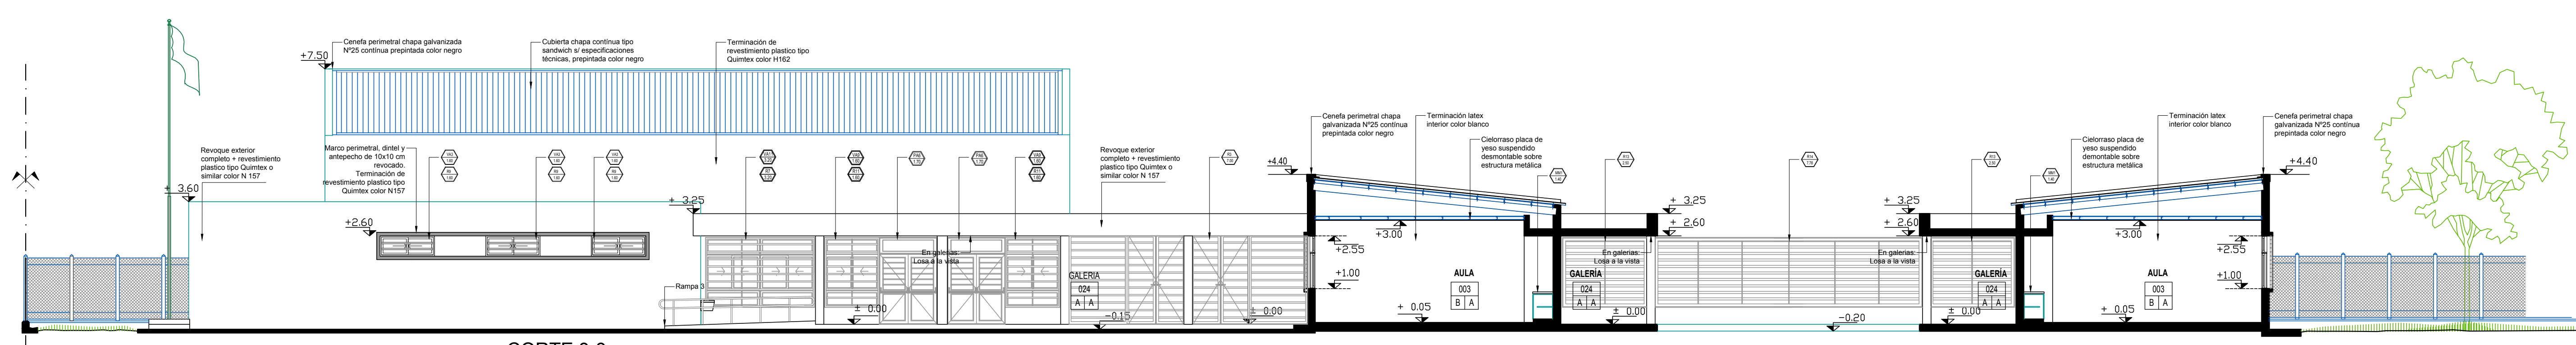 +7.50
Cenefa perimetral chapa galvanizada
Nº25 contínua prepintada color negro
Cubierta chapa contínua tipo
sandwich s/ especificaciones
técnicas, prepintada color negro
Terminación de
revestimiento plastico tipo
Quimtex color H162
Revoque exterior
completo + revestimiento
plastico tipo Quimtex o
similar color N 157
+ 3.60
Marco perimetral, dintel y
antepecho de 10x10 cm
revocado.
Terminación de
revestimiento plastico tipo
Quimtex color N157
+2.60
+ 3.25
Rampa 3
± 0.00
En galerias:
Losa a la vista
GALERIA
024
A A
-0.15
± 0.00
Revoque exterior
completo + revestimiento
plastico tipo Quimtex o
similar color N 157
+4.40
Cenefa perimetral chapa
galvanizada Nº25 contínua
prepintada color negro
Terminación latex
interior color blanco
Cielorraso placa de
yeso suspendido
desmontable sobre
estructura metálica
+3.00
+2.55
+1.00
AULA
003
B A
+ 0.05
GALERÍA
024
A A
± 0.00
En galerias:
Losa a la vista
+ 3.25
+ 2.60
-0.20
+ 3.25
+ 2.60
En galerias:
Losa a la vista
GALERÍA
024
A A
± 0.00
Cielorraso placa de
yeso suspendido
desmontable sobre
estructura metálica
Terminación latex
interior color blanco
Cenefa perimetral chapa
galvanizada Nº25 contínua
prepintada color negro
+4.40
+3.00
+2.55
+1.00
AULA
003
B A
+ 0.05